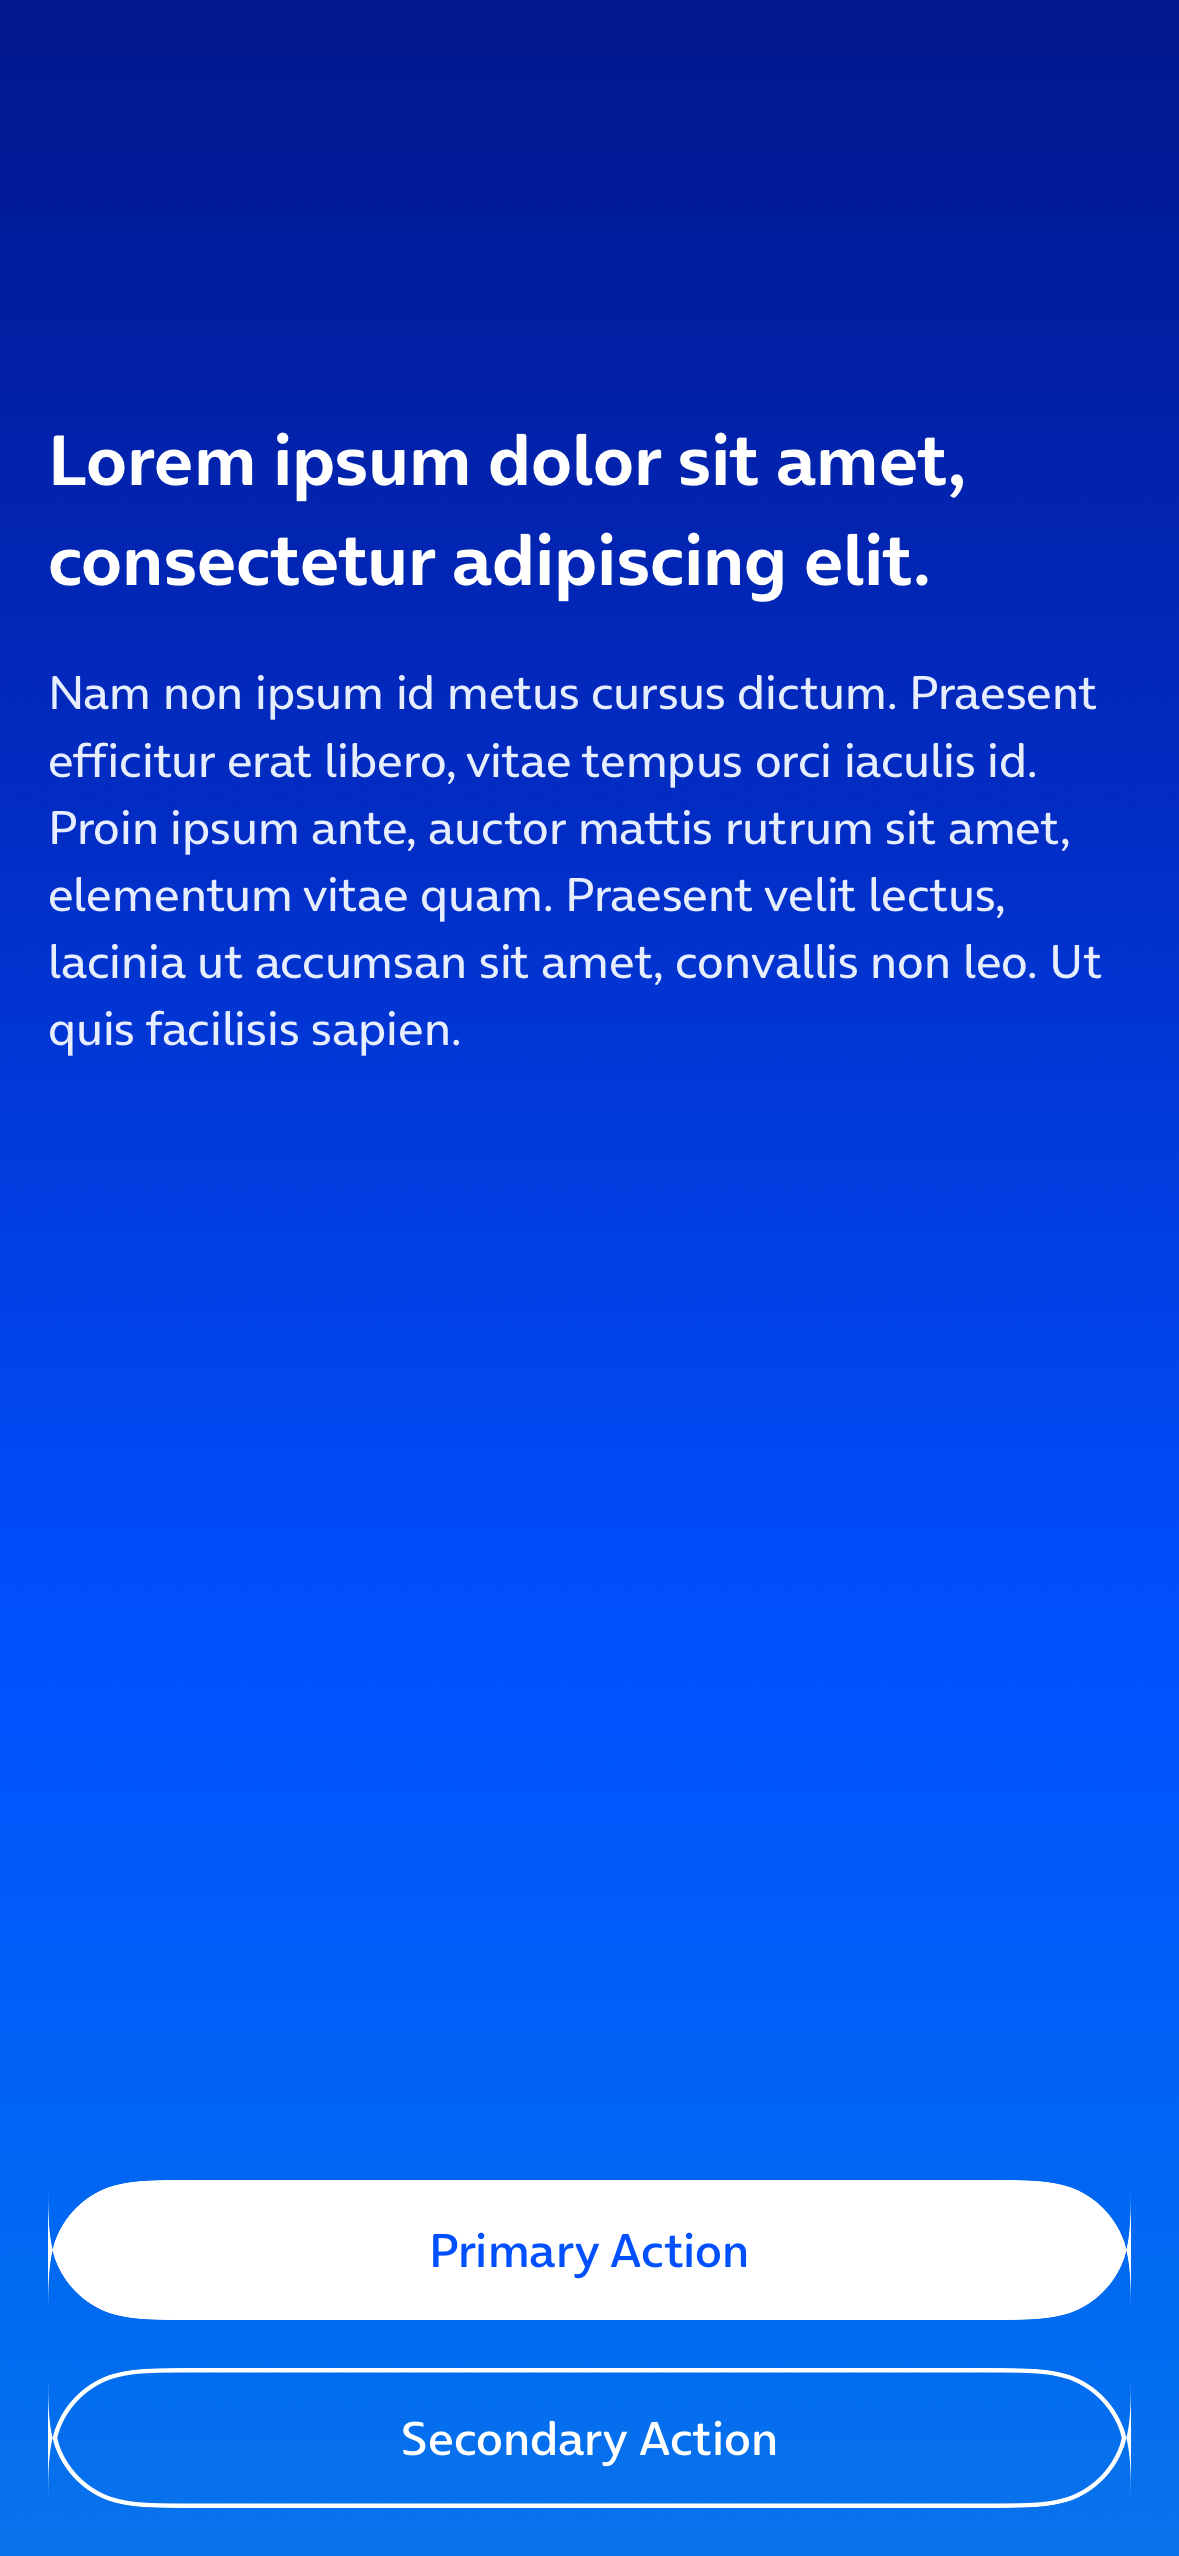 Lorem ipsum dolor sit amet,
consectetur adipiscing elit.
Nam non ipsum id metus cursus dictum. Praesent
efficitur erat libero, vitae tempus orci iaculis id.
Proin ipsum ante, auctor mattis rutrum sit amet,
elementum vitae quam. Praesent velit lectus,
lacinia ut accumsan sit amet, convallis non leo. Ut
quis facilisis sapien.
Primary Action
Secondary Action